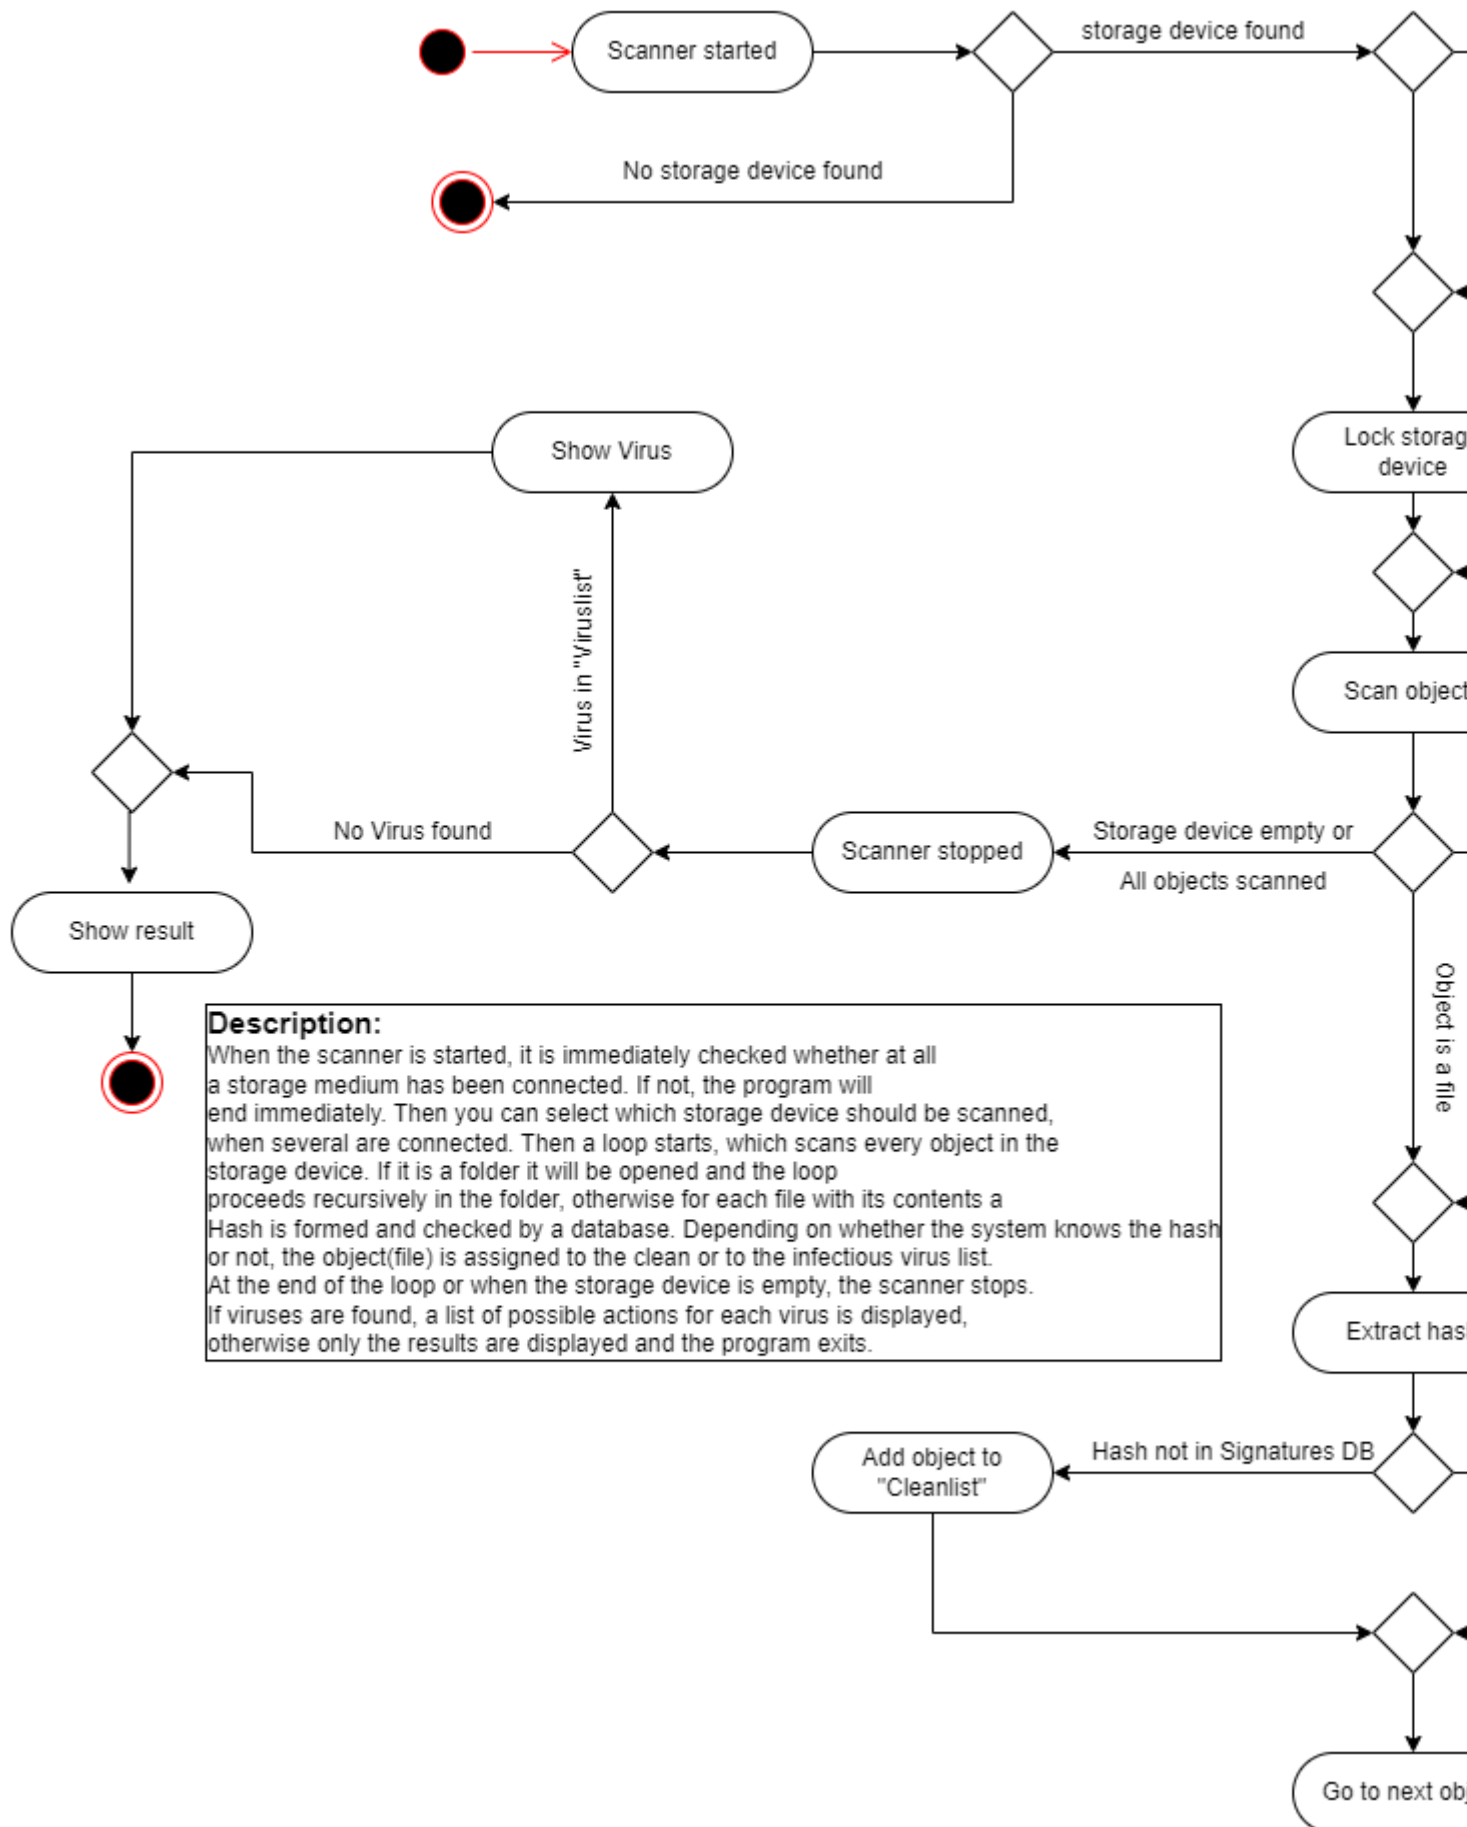 Scanner started
storage device found
No storage device found
Lock storag
device
Show Virus
Virus in "Viruslist"
Scan object
No Virus found
Scanner stopped
Storage device empty or
All objects scanned
Show result
Object is a file
Description:
When the scanner is started, it is immediately checked whether at all
a storage medium has been connected. If not, the program will
end immediately. Then you can select which storage device should be scanned,
when several are connected. Then a loop starts, which scans every object in the
storage device. If it is a folder it will be opened and the loop
proceeds recursively in the folder, otherwise for each file with its contents a
Hash is formed and checked by a database. Depending on whether the system knows the hash
or not, the object(file) is assigned to the clean or to the infectious virus list.
At the end of the loop or when the storage device is empty, the scanner stops.
If viruses are found, a list of possible actions for each virus is displayed,
otherwise only the results are displayed and the program exits.
Extract hash
Add object to
"Cleanlist"
Hash not in Signatures DB
Go to next obj